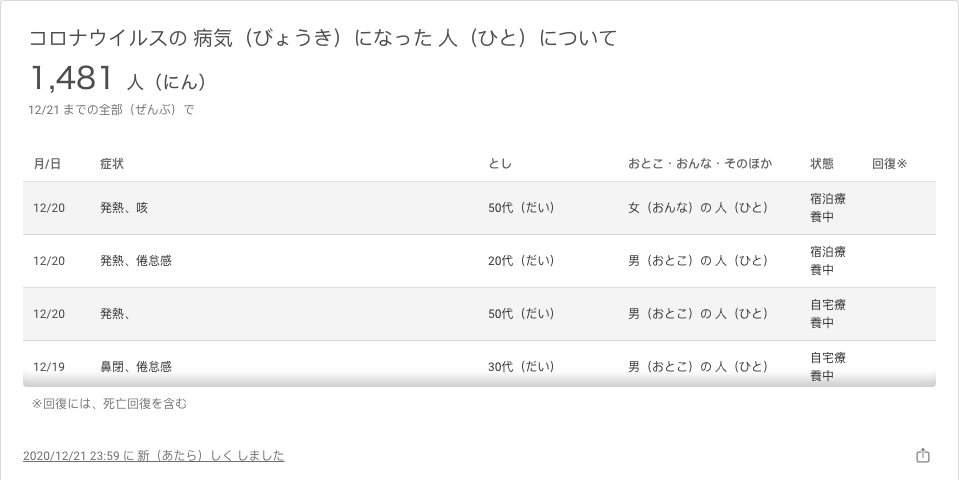 コロナウイルスの 病気（びょうき）になった 人（ひと）について
1,481 人（にん）
12/21 までの全部（ぜんぶ）で
月/日 症状 とし おとこ・おんな・そのほか 状態 回復※
12/20 発熱、咳 50代（だい） 女（おんな）の 人（ひと） 宿泊療
養中
12/20 発熱、倦怠感 20代（だい） 男（おとこ）の 人（ひと） 宿泊療
養中
12/20 発熱、 50代（だい） 男（おとこ）の 人（ひと） 自宅療
養中
12/19 鼻閉、倦怠感 30代（だい） 男（おとこ）の 人（ひと） 自宅療
養中
※回復には、死亡回復を含む
2020/12/21 23:59 に 新（あたら）しく しました